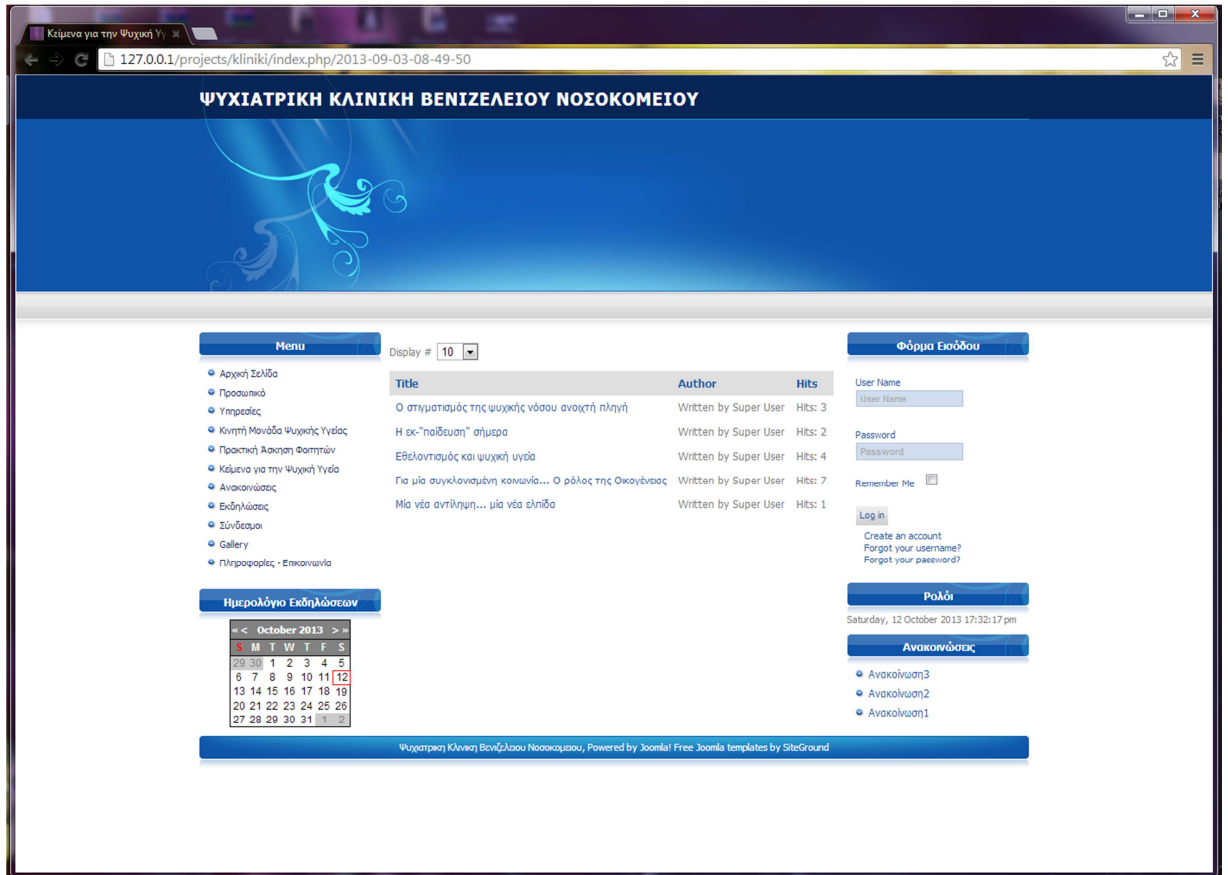 Κείμενα για την Ψυχική Υγ
127.0.0.1/projects/kliniki/index.php/2013-09-03-08-49-50
ΨΥΧΙΑΤΡΙΚΗ ΚΛΙΝΙΚΗ ΒΕΝΙΖΕΛΕΙΟΥ ΝΟΣΟΚΟΜΕΙΟΥ
Menu
Αρχική Σελίδα
Προσωπικό
Υπηρεσίες
Κινητή Μονάδα Ψυχικής Υγείας
Πρακτική Άσκηση Φοιτητών
Κείμενα για την Ψυχική Υγεία
Ανακοινώσεις
Εκδηλώσεις
Σύνδεσμοι
Gallery
Πληροφορίες - Επικοινωνία
Ημερολόγιο Εκδηλώσεων
« < October 2013 > »
S M T W T F S
29 30 1 2 3 4 5
6 7 8 9 10 11 12
13 14 15 16 17 18 19
20 21 22 23 24 25 26
27 28 29 30 31 1 2
Display # 10
Title Author Hits
Ο στιγματισμός της ψυχικής νόσου ανοιχτή πληγή Written by Super User Hits: 3
Η εκ-"παίδευση" σήμερα Written by Super User Hits: 2
Εθελοντισμός και ψυχική υγεία Written by Super User Hits: 4
Για μία συγκλονισμένη κοινωνία... Ο ρόλος της Οικογένειας Written by Super User Hits: 7
Μία νέα αντίληψη... μία νέα ελπίδα Written by Super User Hits: 1
Φόρμα Εισόδου
User Name
User Name
Password
Password
Remember Me
Log in
Create an account
Forgot your username?
Forgot your password?
Ρολόι
Saturday, 12 October 2013 17:32:17 pm
Ανακοινώσεις
Ανακοίνωση3
Ανακοίνωση2
Ανακοίνωση1
Ψυχιατρικη Κλινικη Βενιζελειου Νοσοκομειου, Powered by Joomla! Free Joomla templates by SiteGround